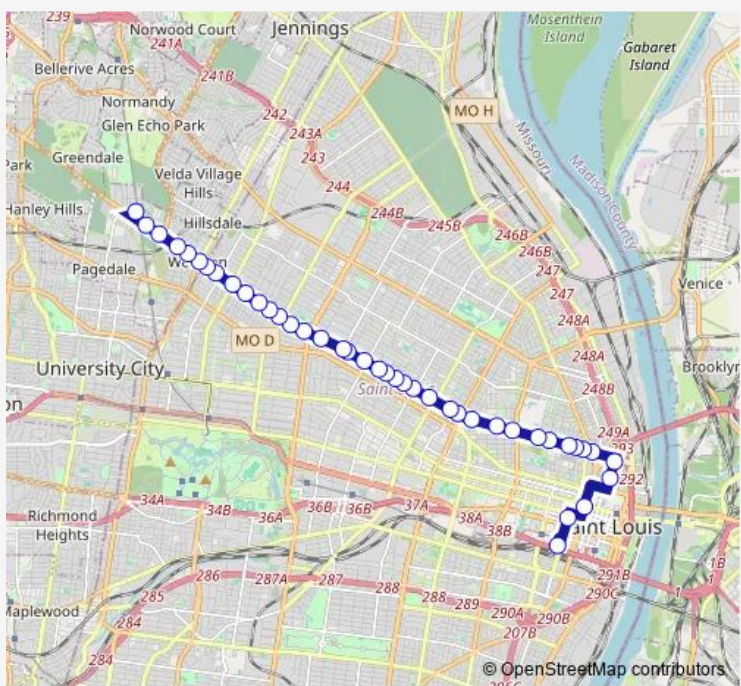 239
Norwood Court
Jennings
Mosenthein
Island
241A
Gabaret
Island
Bellerive Acres
241B
Normandy
242
MO H
Glen Echo Park
243A
Missouri
Park
Greendale
243
Madison County
Velda Village
Hills
244
Hanley Hills
Hillsdale
244B
245B
246B
246B
Pagedale
247
247
Venice
248A
MO D
248A
University City
Brooklyn
Saint
248B
on
249A
293
292
34A
34B
36A
36B
36B
37A
38A
38B
Richmond
Heights
aint Louis
291B
1B
286
287A
287
288
290C
1
Maplewood
285
288
289
290A
290B
284
207B
284
© OpenStreetMap contributors